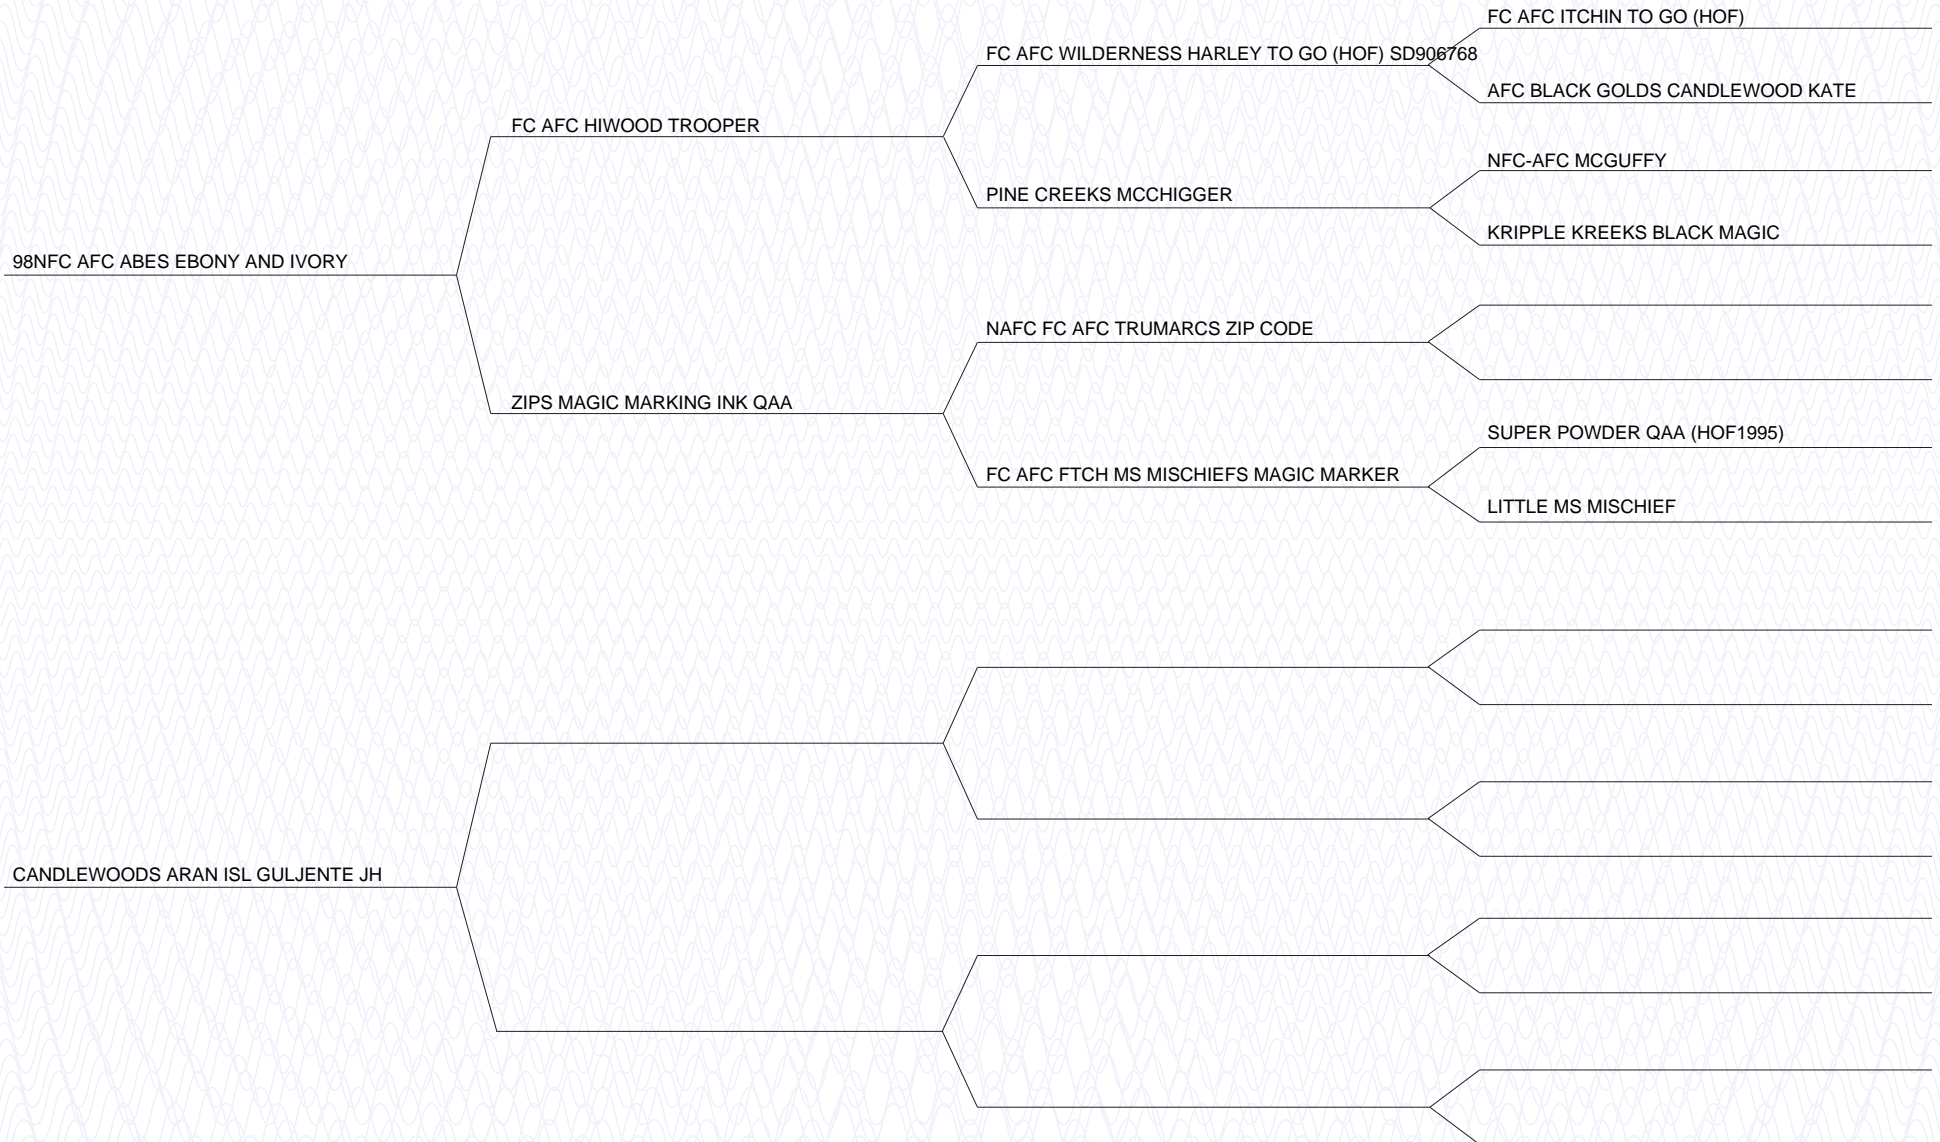 FC AFC ITCHIN TO GO (HOF)
FC AFC WILDERNESS HARLEY TO GO (HOF) SD906768
AFC BLACK GOLDS CANDLEWOOD KATE
FC AFC HIWOOD TROOPER
NFC-AFC MCGUFFY
PINE CREEKS MCCHIGGER
KRIPPLE KREEKS BLACK MAGIC
98NFC AFC ABES EBONY AND IVORY
NAFC FC AFC TRUMARCS ZIP CODE
ZIPS MAGIC MARKING INK QAA
SUPER POWDER QAA (HOF1995)
FC AFC FTCH MS MISCHIEFS MAGIC MARKER
LITTLE MS MISCHIEF
CANDLEWOODS ARAN ISL GULJENTE JH